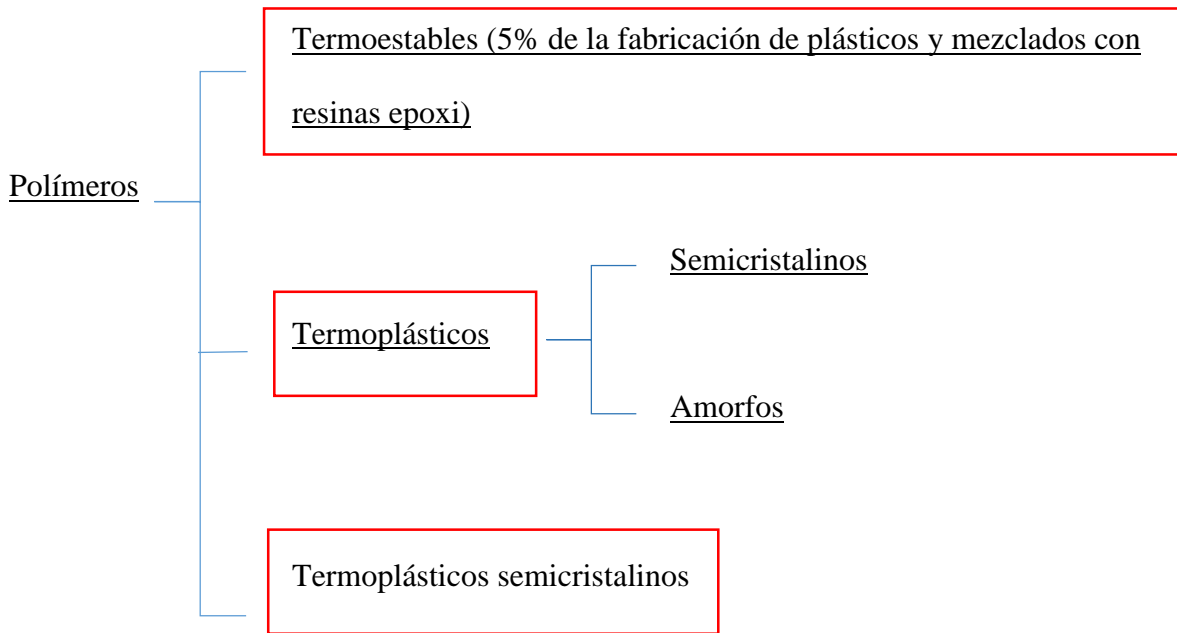 Termoestables (5% de la fabricación de plásticos y mezclados con
resinas epoxi)
Polímeros
Semicristalinos
Termoplásticos
Amorfos
Termoplásticos semicristalinos